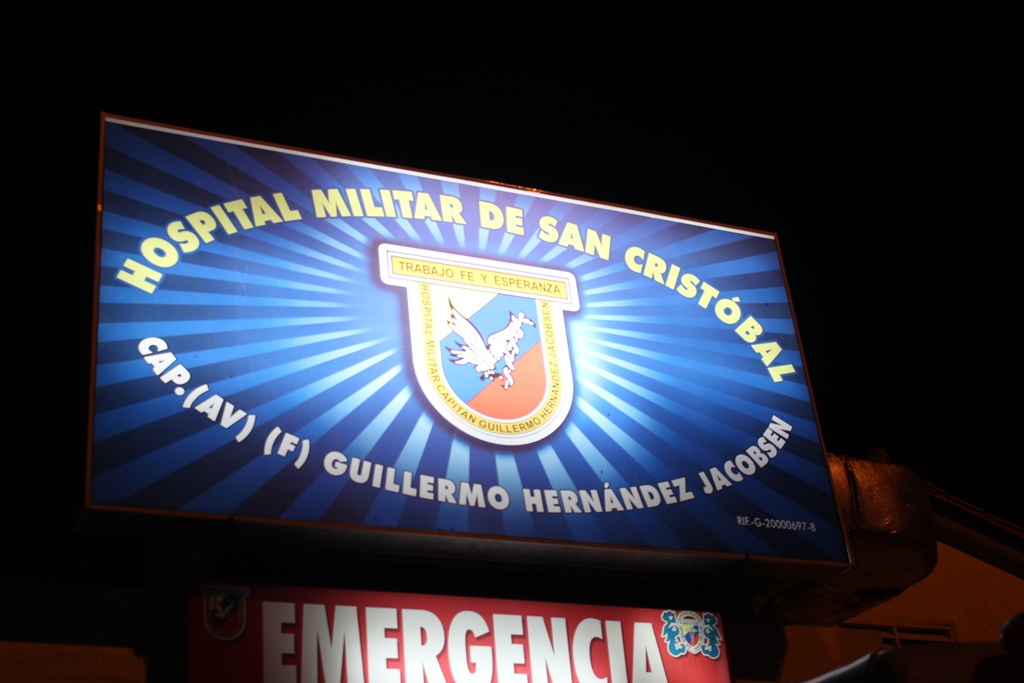 HOSPITAL MILITAR DE SAN CRISTÓBAL
TRABAJO FE Y ESPERANZA
HOSPITAL MILITAR CAPITAN GUILLERMO HERNANDEZ JACOBSEN
CAP.(AV) (F) GUILLERMO HERNÁNDEZ JACOBSEN
RIF.-G-20000697-8
EMERGENCIA